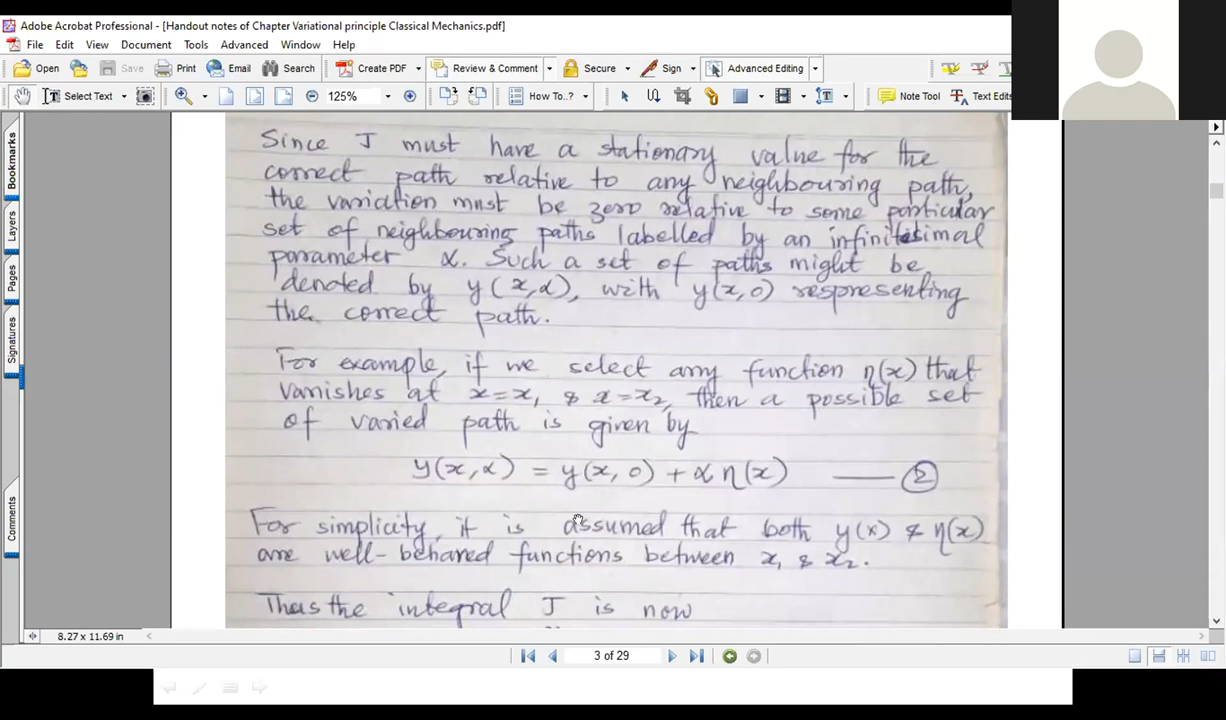 Adobe Acrobat Professional - [Handout notes of Chapter Variational principle Classical Mechanics.pdf]
File Edit View Document Tools Advanced Window Help
Open Save Print Email Search Create PDF Review & Comment Secure Sign Advanced Editing
Select Text 125% How To..? Note Tool Text Edits
Bookmarks
Layers
Pages
Signatures
Comments
Since J must have a stationary value for the
correct path relative to any neighbouring path,
the variation must be zero relative to some particular
set of neighbouring paths labelled by an infinitesimal
parameter α. Such a set of paths might be
denoted by y(x,α), with y(x,0) respresenting
the correct path.
For example, if we select any function η(x) that
vanishes at x=x₁ & x=x₂, then a possible set
of varied path is given by
y(x,α) = y(x,0) + α η(x) —— ②
For simplicity, it is assumed that both y(x) & η(x)
are well-behaved functions between x₁ & x₂.
Thus the integral J is now
8.27 x 11.69 in
3 of 29